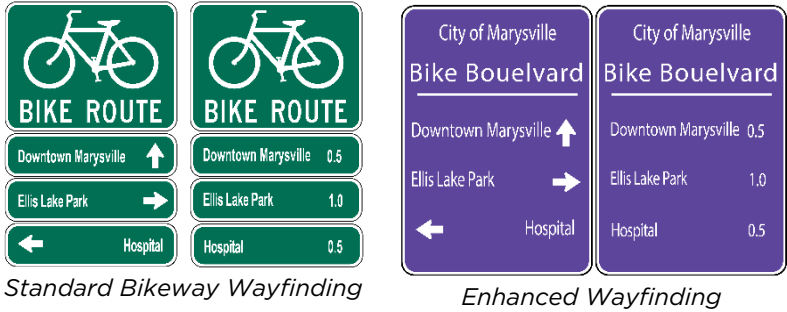 BIKE ROUTE
Downtown Marysville
Ellis Lake Park
Hospital
BIKE ROUTE
Downtown Marysville 0.5
Ellis Lake Park 1.0
Hospital 0.5
Standard Bikeway Wayfinding
City of Marysville
Bike Bouelvard
Downtown Marysville
Ellis Lake Park
Hospital
City of Marysville
Bike Bouelvard
Downtown Marysville 0.5
Ellis Lake Park 1.0
Hospital 0.5
Enhanced Wayfinding